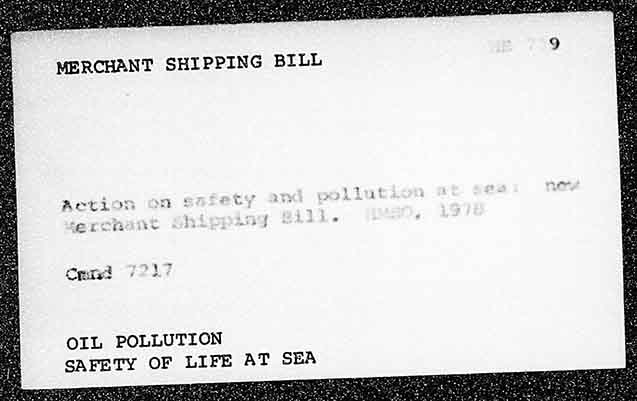 MERCHANT SHIPPING BILL
9
Action on safety and pollution at sea: new
Merchant Shipping Bill. HMSO, 1978
Cmnd 7217
OIL POLLUTION
SAFETY OF LIFE AT SEA